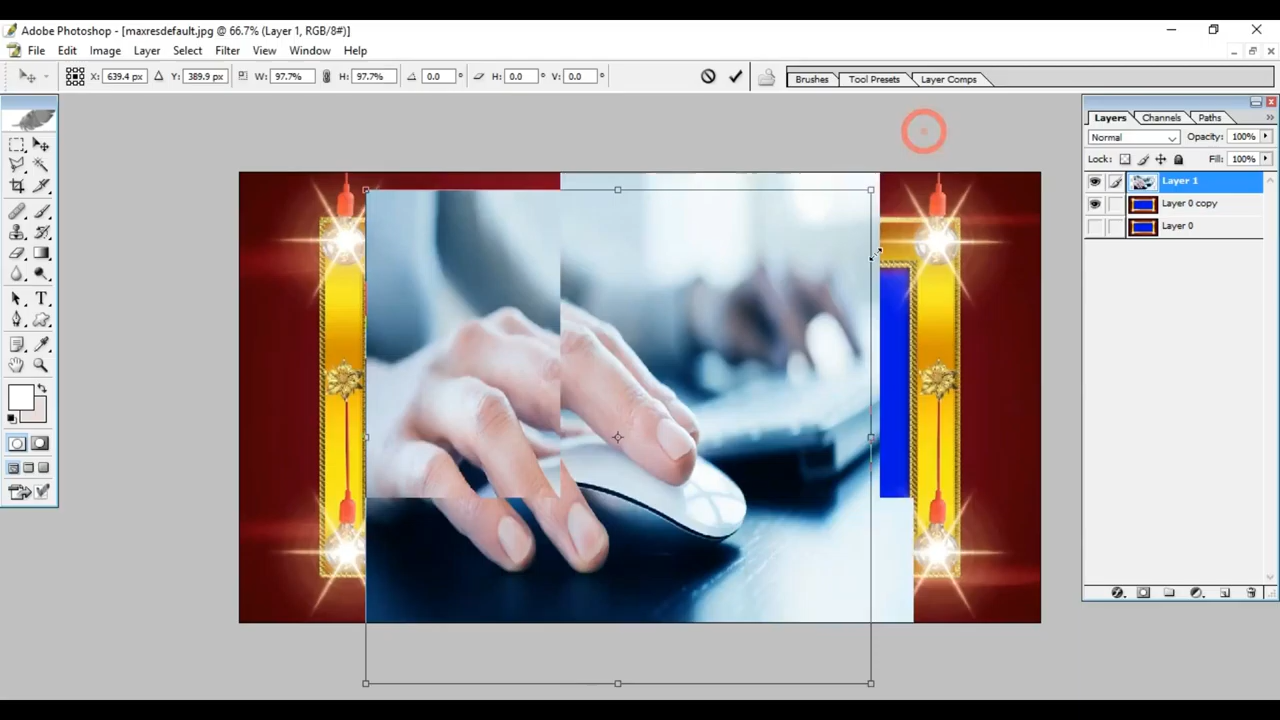 Adobe Photoshop - [maxresdefault.jpg @ 66.7% (Layer 1, RGB/8#)]
File Edit Image Layer Select Filter View Window Help
X: 639.4 px Y: 389.9 px W: 97.7% H: 97.7% 0.0 ° H: 0.0 ° V: 0.0 ° Brushes Tool Presets Layer Comps
Layers Channels Paths
Normal Opacity: 100%
Lock: Fill: 100%
Layer 1
Layer 0 copy
Layer 0